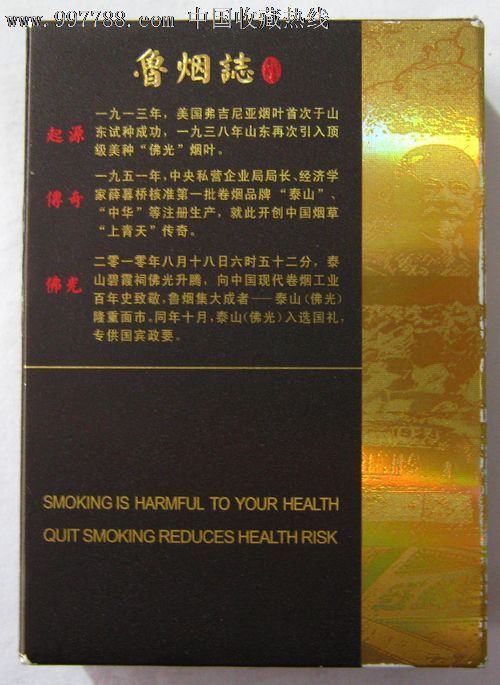 www.997788.com 中国收藏热线
魯烟誌
起源
一九一三年，美国弗吉尼亚烟叶首次于山
东试种成功，一九三八年山东再次引入顶
级美种“佛光”烟叶。
傳奇
一九五一年，中央私营企业局局长、经济学
家薛暮桥核准第一批卷烟品牌“泰山”、
“中华”等注册生产，就此开创中国烟草
“上青天”传奇。
佛光
二零一零年八月十八日六时五十二分，泰
山碧霞祠佛光升腾，向中国现代卷烟工业
百年史致敬，鲁烟集大成者——泰山（佛光）
隆重面市。同年十月，泰山（佛光）入选国礼，
专供国宾政要。
SMOKING IS HARMFUL TO YOUR HEALTH
QUIT SMOKING REDUCES HEALTH RISK